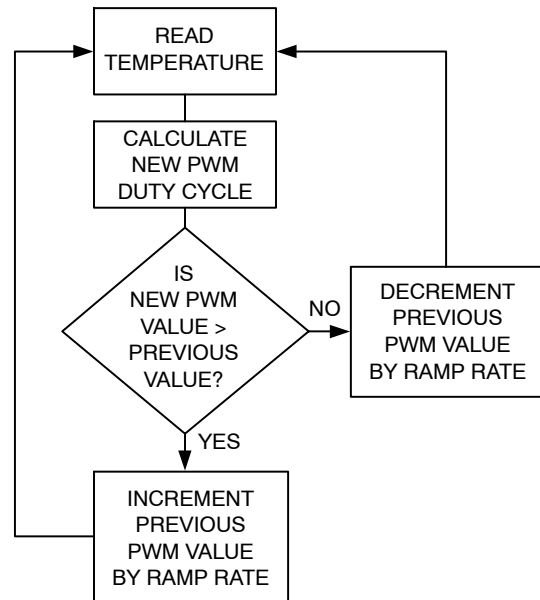 READ
TEMPERATURE
CALCULATE
NEW PWM
DUTY CYCLE
IS
NEW PWM
VALUE >
PREVIOUS
VALUE?
NO
DECREMENT
PREVIOUS
PWM VALUE
BY RAMP RATE
YES
INCREMENT
PREVIOUS
PWM VALUE
BY RAMP RATE